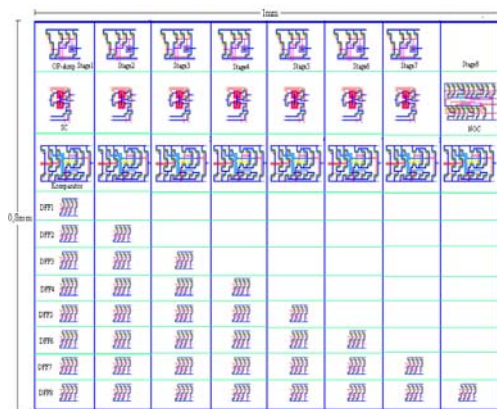 1mm
OP-Amp Stage1 Stage2 Stage3 Stage4 Stage5 Stage6 Stage7 Stage8
SC NOC
Komparator
0,8mm
DFF1
DFF2
DFF3
DFF4
DFF5
DFF6
DFF7
DFF8